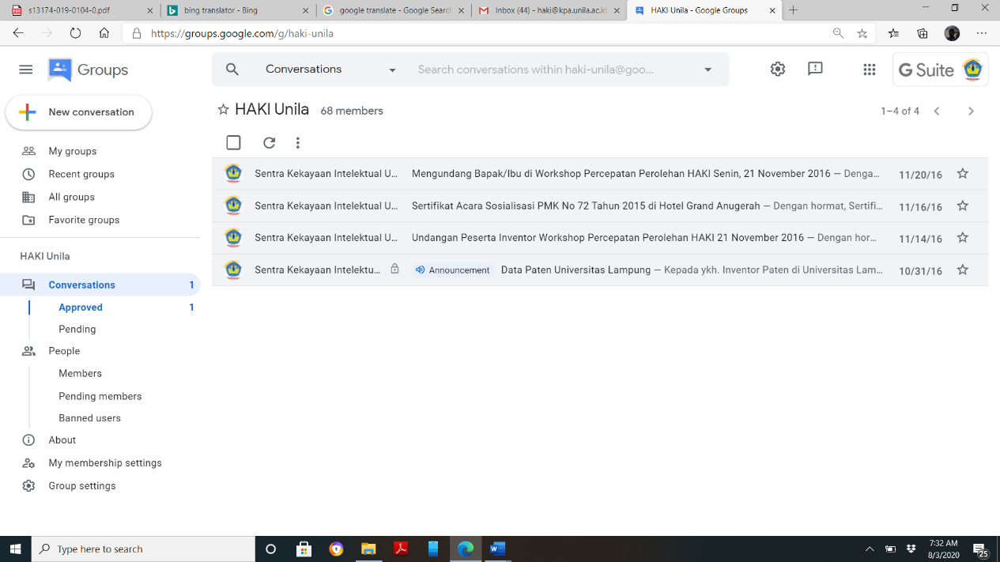 s13174-019-0104-0.pdf
bing translator - Bing
google translate - Google Search
Inbox (44) - haki@kpa.unila.ac.id
HAKI Unila - Google Groups
https://groups.google.com/g/haki-unila
Groups
Conversations
Search conversations within haki-unila@goo...
G Suite
New conversation
HAKI Unila 68 members
1–4 of 4
My groups
Recent groups
All groups
Favorite groups
HAKI Unila
Conversations 1
Approved 1
Pending
People
Members
Pending members
Banned users
About
My membership settings
Group settings
Sentra Kekayaan Intelektual U... Mengundang Bapak/Ibu di Workshop Percepatan Perolehan HAKI Senin, 21 November 2016 — Denga... 11/20/16
Sentra Kekayaan Intelektual U... Sertifikat Acara Sosialisasi PMK No 72 Tahun 2015 di Hotel Grand Anugerah — Dengan hormat, Sertifi... 11/16/16
Sentra Kekayaan Intelektual U... Undangan Peserta Inventor Workshop Percepatan Perolehan HAKI 21 November 2016 — Dengan hor... 11/14/16
Sentra Kekayaan Intelektu... Announcement Data Paten Universitas Lampung — Kepada ykh. Inventor Paten di Universitas Lam... 10/31/16
Type here to search
7:32 AM
8/3/2020
25